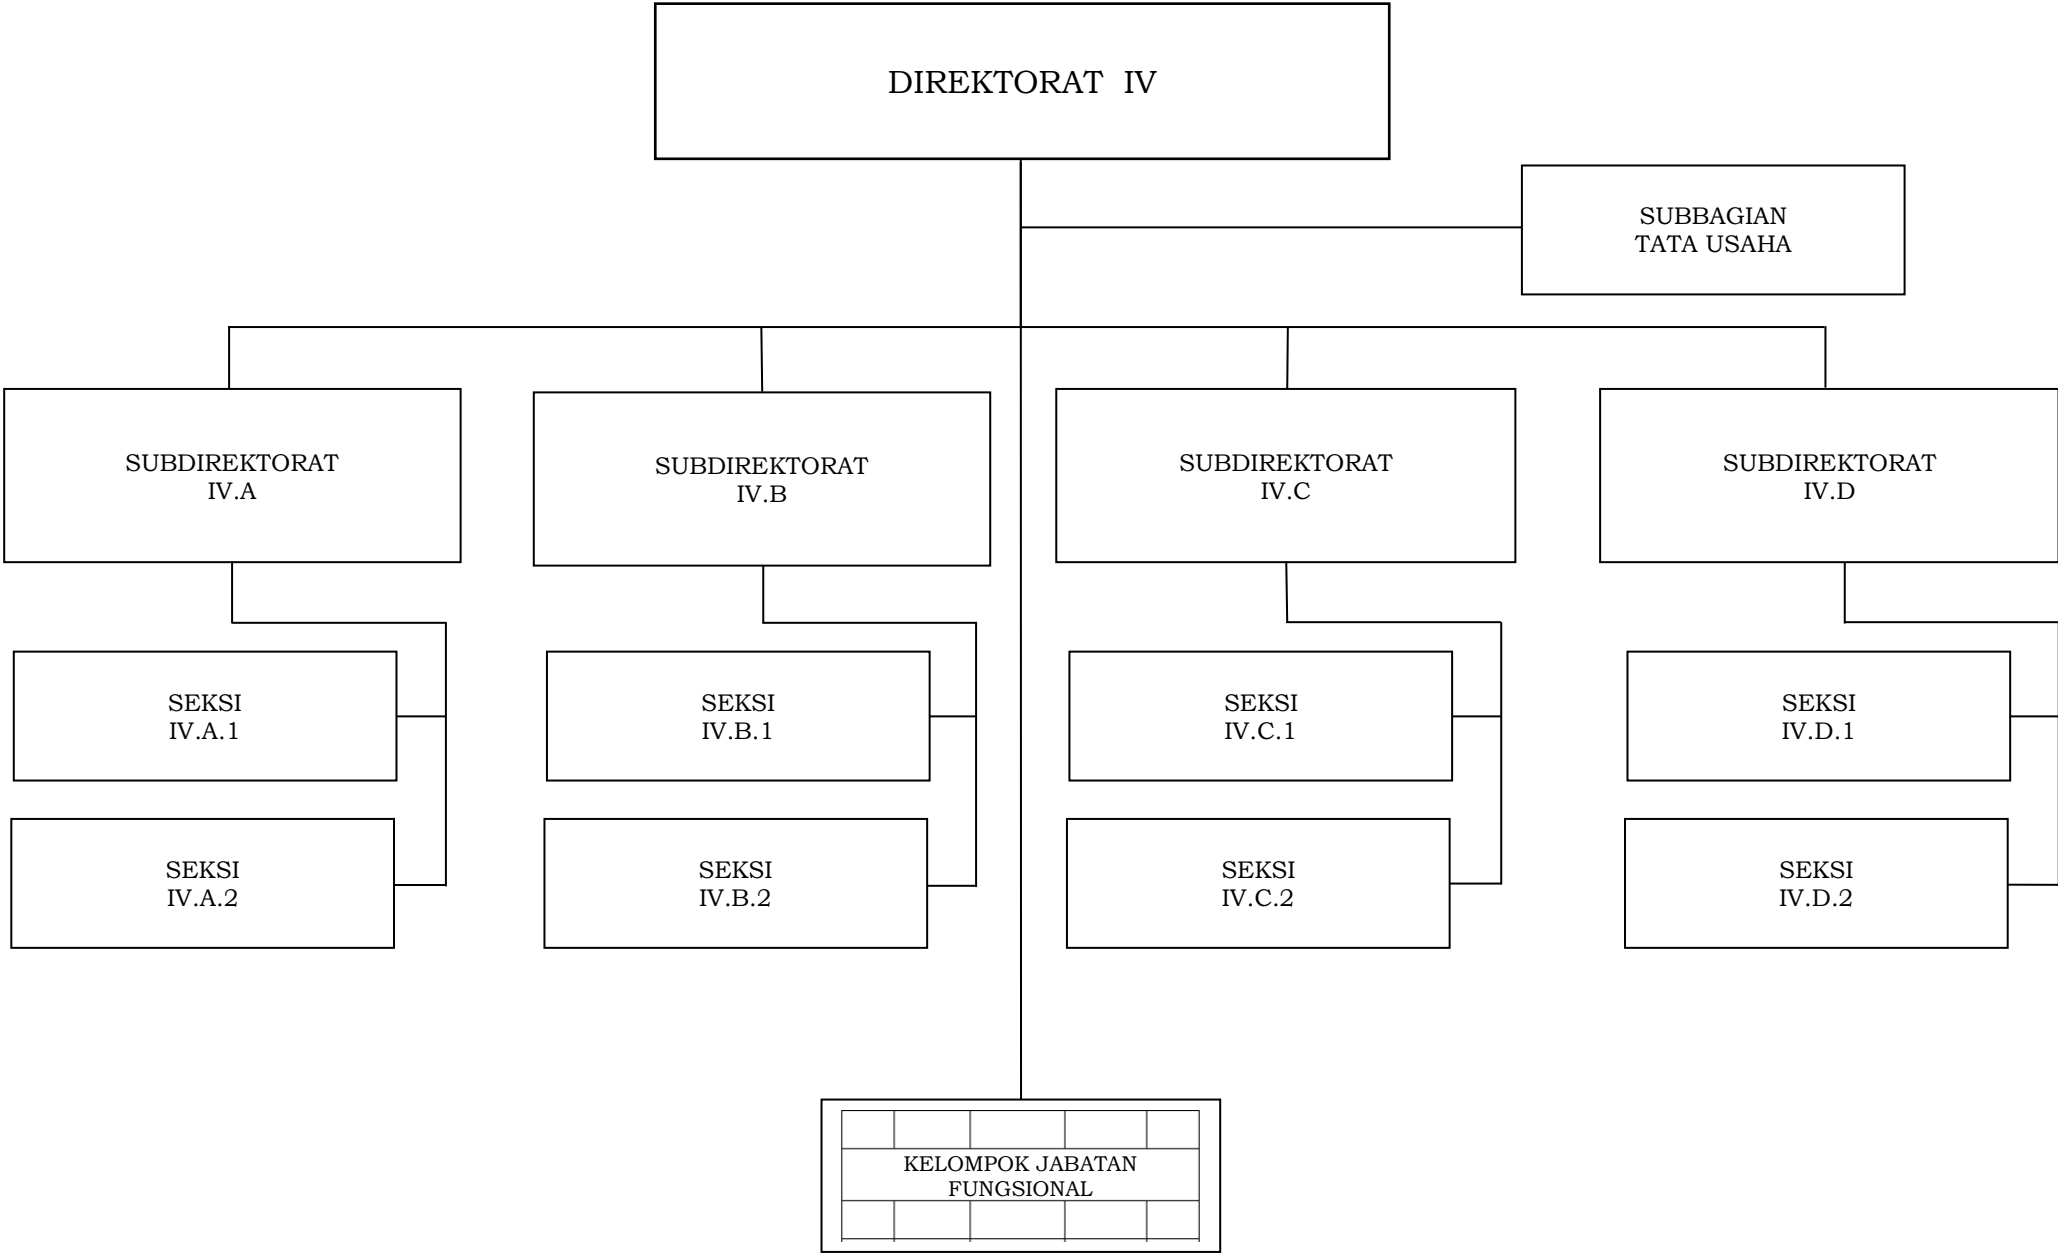 DIREKTORAT  IV
SUBBAGIAN
TATA USAHA
SUBDIREKTORAT
IV.A
SUBDIREKTORAT
IV.B
SUBDIREKTORAT
IV.C
SUBDIREKTORAT
IV.D
SEKSI
IV.A.1
SEKSI
IV.B.1
SEKSI
IV.C.1
SEKSI
IV.D.1
SEKSI
IV.A.2
SEKSI
IV.B.2
SEKSI
IV.C.2
SEKSI
IV.D.2
KELOMPOK JABATAN
FUNGSIONAL